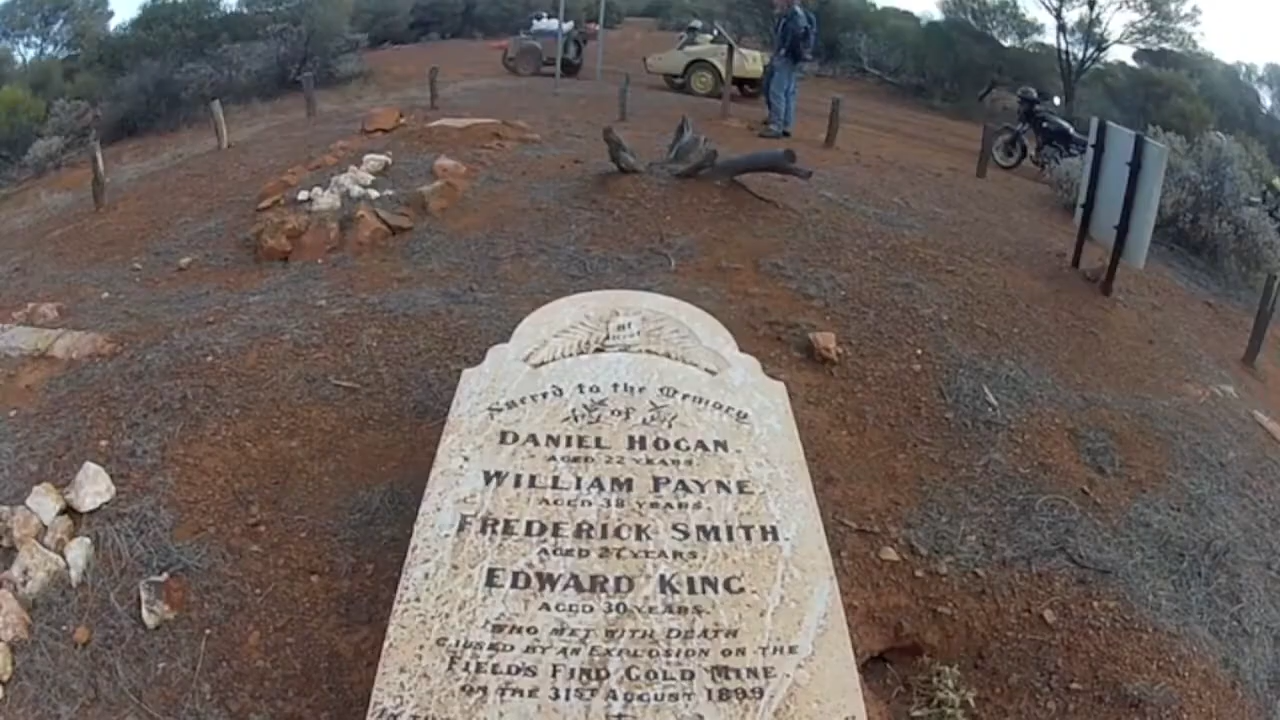 At
Rest
Sacred to the Memory
of
DANIEL HOGAN.
AGED 22 YEARS.
WILLIAM PAYNE.
AGED 38 YEARS.
FREDERICK SMITH.
AGED 27 YEARS.
EDWARD KING.
AGED 30 YEARS.
WHO MET WITH DEATH
CAUSED BY AN EXPLOSION ON THE
FIELD'S FIND GOLD MINE.
ON THE 31ST AUGUST 1899.